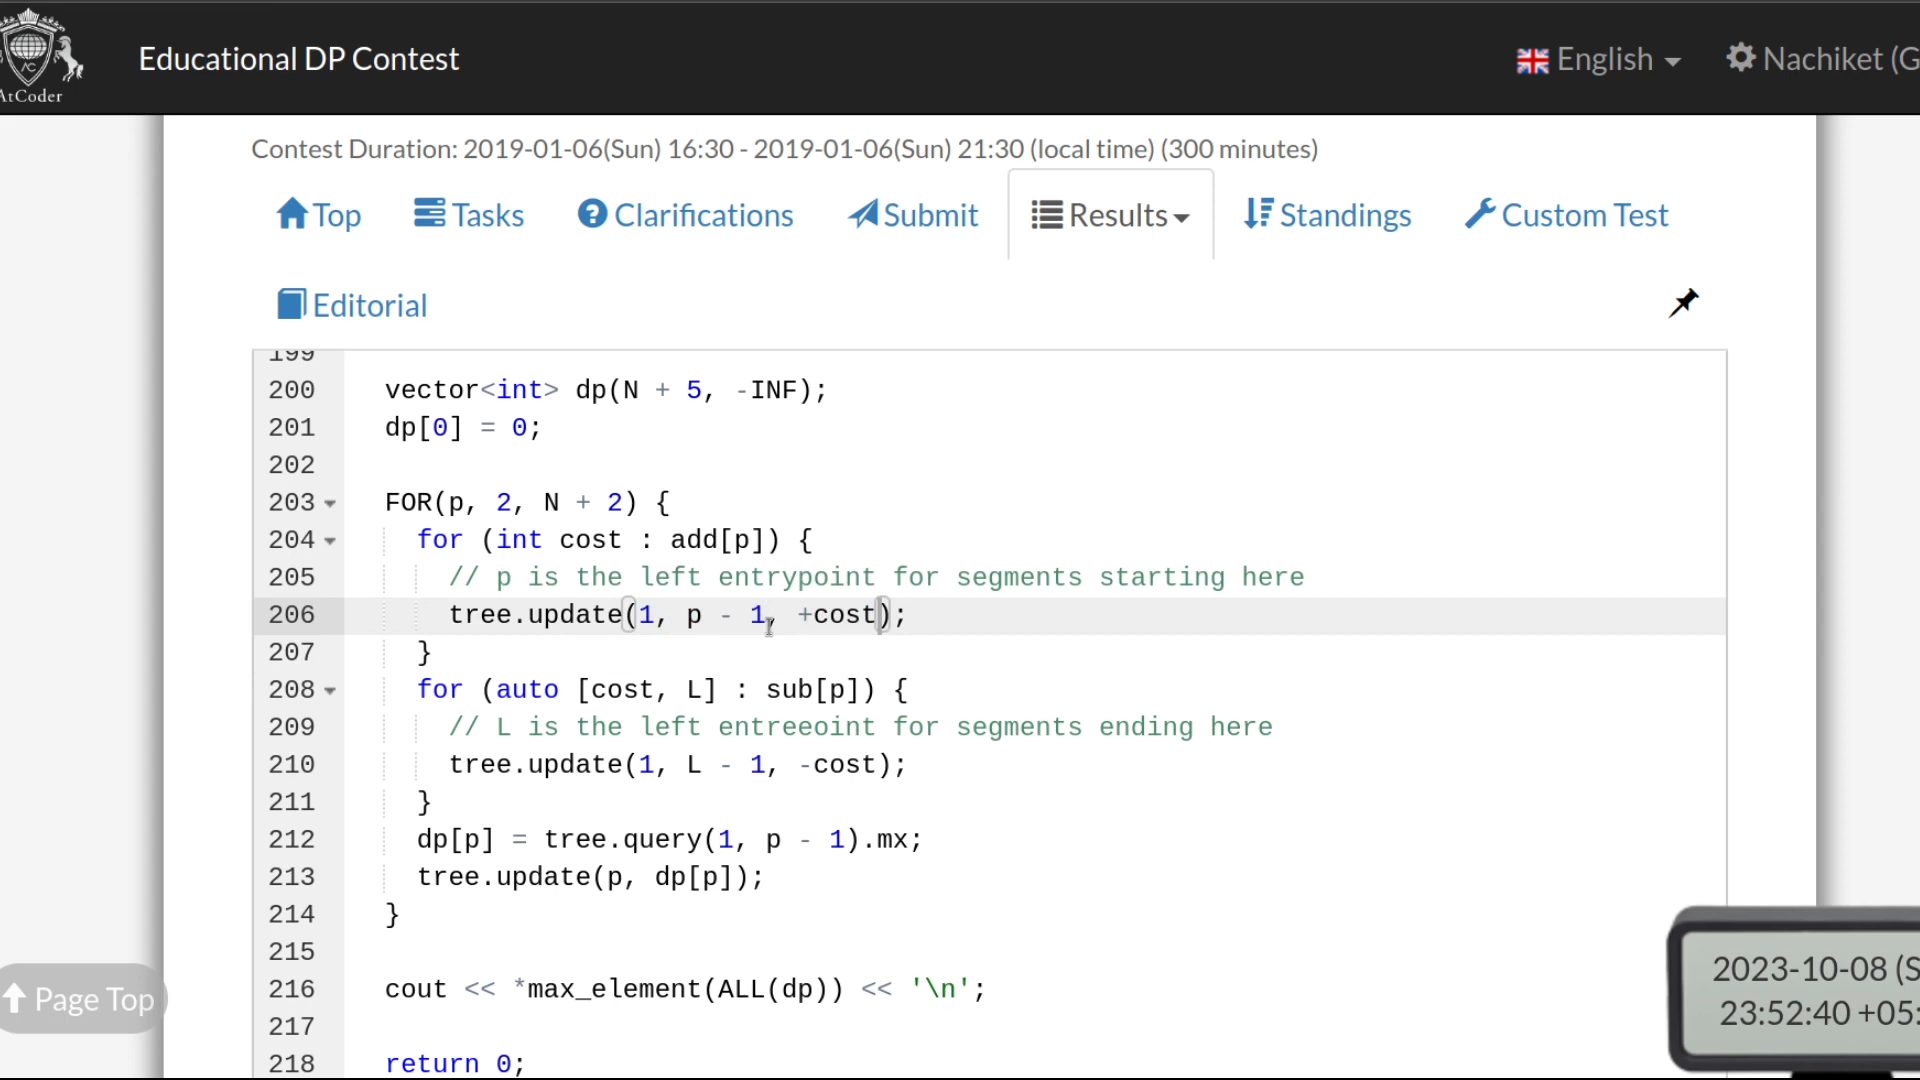 AtCoder
Educational DP Contest
English
Nachiket (G
Contest Duration: 2019-01-06(Sun) 16:30 - 2019-01-06(Sun) 21:30 (local time) (300 minutes)
Top Tasks Clarifications Submit Results Standings Custom Test
Editorial
199
200 vector<int> dp(N + 5, -INF);
201 dp[0] = 0;
202
203 FOR(p, 2, N + 2) {
204 for (int cost : add[p]) {
205 // p is the left entrypoint for segments starting here
206 tree.update(1, p - 1, +cost);
207 }
208 for (auto [cost, L] : sub[p]) {
209 // L is the left entreeoint for segments ending here
210 tree.update(1, L - 1, -cost);
211 }
212 dp[p] = tree.query(1, p - 1).mx;
213 tree.update(p, dp[p]);
214 }
215
216 cout << *max_element(ALL(dp)) << '\n';
217
218 return 0;
Page Top
2023-10-08 (S
23:52:40 +05: